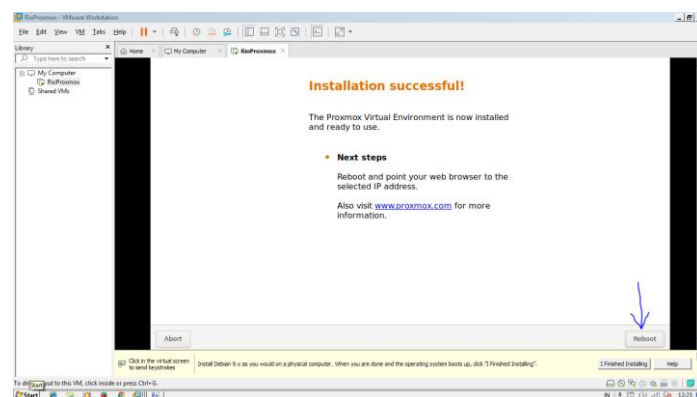 RioProxmox - VMware Workstation
File Edit View VM Tabs Help
Library
Type here to search
My Computer
RioProxmox
Shared VMs
Home
My Computer
RioProxmox
Installation successful!
The Proxmox Virtual Environment is now installed
and ready to use.
Next steps
Reboot and point your web browser to the
selected IP address.
Also visit www.proxmox.com for more
information.
Abort
Reboot
Click in the virtual screen
to send keystrokes
Install Debian 9.x as you would on a physical computer. When you are done and the operating system boots up, click "I Finished Installing".
I Finished Installing
Help
Start
put to this VM, click inside or press Ctrl+G.
Start
IN
12:23